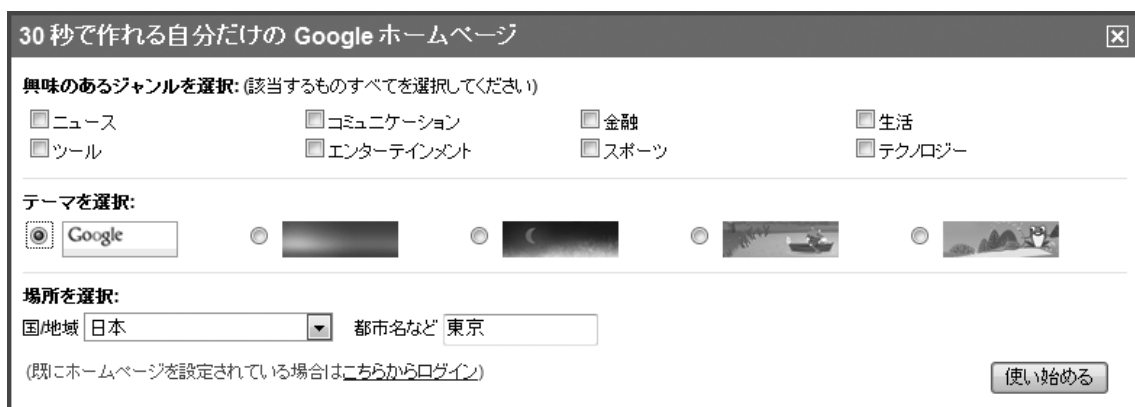 30 秒で作れる自分だけの Google ホームページ
興味のあるジャンルを選択: (該当するものすべてを選択してください)
ニュース コミュニケーション 金融 生活
ツール エンターテインメント スポーツ テクノロジー
テーマを選択:
Google
場所を選択:
国/地域 日本 都市名など 東京
(既にホームページを設定されている場合はこちらからログイン)
使い始める